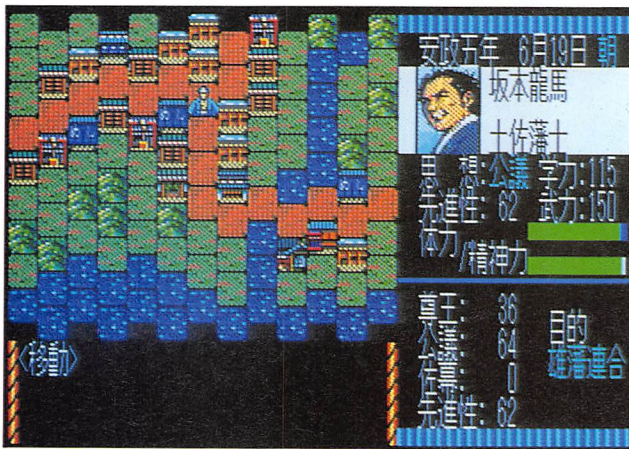 安政五年 6月19日 朝
坂本龍馬
土佐藩士
思 想:公議 学力:115
先進性: 62 武力:150
体力/精神力
尊王: 36
公議: 64
佐幕: 0
先進性: 62
目的
雄藩連合
<移動>